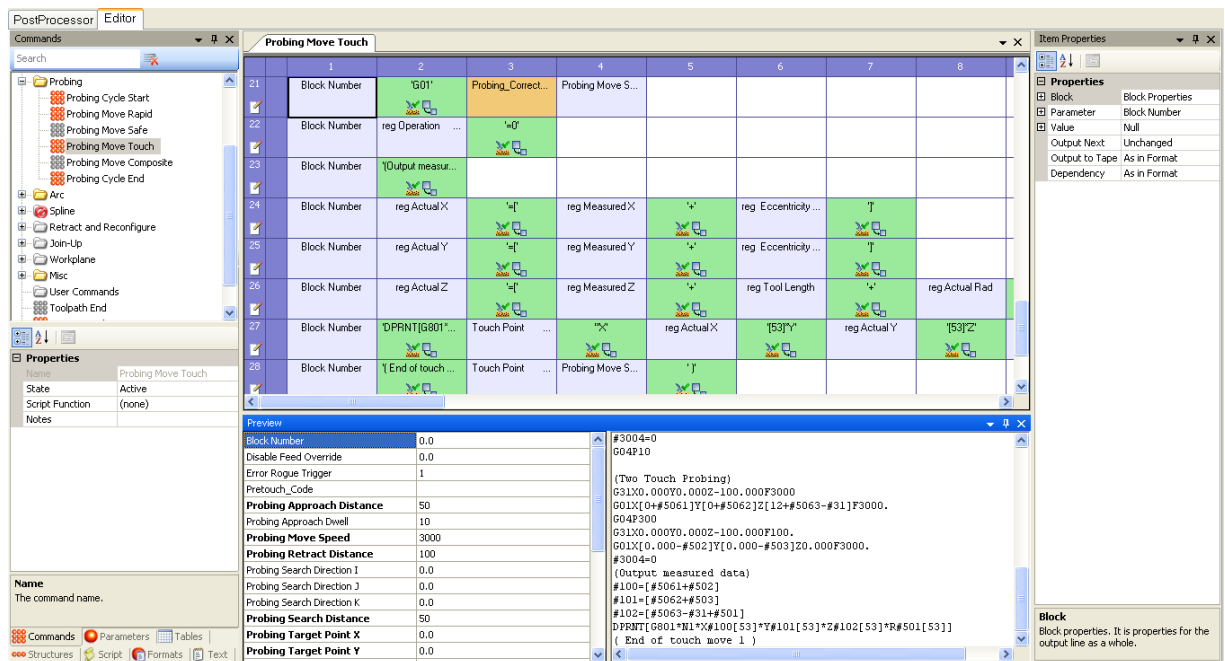 PostProcessor Editor
Commands
Search
Probing
Probing Cycle Start
Probing Move Rapid
Probing Move Safe
Probing Move Touch
Probing Move Composite
Probing Cycle End
Arc
Spline
Retract and Reconfigure
Join-Up
Workplane
Misc
User Commands
Toolpath End
Properties
Name Probing Move Touch
State Active
Script Function (none)
Notes
Name
The command name.
Commands Parameters Tables
Structures Script Formats Text
Probing Move Touch
1 2 3 4 5 6 7 8
21 Block Number 'G01' Probing_Correct... Probing Move S...
22 Block Number reg Operation ... '=0'
23 Block Number '(Output measur...
24 Block Number reg Actual X '=[' reg Measured X '+' reg Eccentricity ... ']'
25 Block Number reg Actual Y '=[' reg Measured Y '+' reg Eccentricity ... ']'
26 Block Number reg Actual Z '=[' reg Measured Z '+' reg Tool Length '+' reg Actual Rad
27 Block Number 'DPRNT[G801*... Touch Point ... '*X' reg Actual X '[53]*Y' reg Actual Y '[53]*Z'
28 Block Number '( End of touch ... Touch Point ... Probing Move S... ' )'
Preview
Block Number 0.0
Disable Feed Override 0.0
Error Rogue Trigger 1
Pretouch_Code
Probing Approach Distance 50
Probing Approach Dwell 10
Probing Move Speed 3000
Probing Retract Distance 100
Probing Search Direction I 0.0
Probing Search Direction J 0.0
Probing Search Direction K 0.0
Probing Search Distance 50
Probing Target Point X 0.0
Probing Target Point Y 0.0
#3004=0
G04P10
(Two Touch Probing)
G31X0.000Y0.000Z-100.000F3000
G01X[0+#5061]Y[0+#5062]Z[12+#5063-#31]F3000.
G04P300
G31X0.000Y0.000Z-100.000F100.
G01X[0.000-#502]Y[0.000-#503]Z0.000F3000.
#3004=0
(Output measured data)
#100=[#5061+#502]
#101=[#5062+#503]
#102=[#5063-#31+#501]
DPRNT[G801*N1*X#100[53]*Y#101[53]*Z#102[53]*R#501[53]]
( End of touch move 1 )
Item Properties
Properties
Block Block Properties
Parameter Block Number
Value Null
Output Next Unchanged
Output to Tape As in Format
Dependency As in Format
Block
Block properties. It is properties for the
output line as a whole.